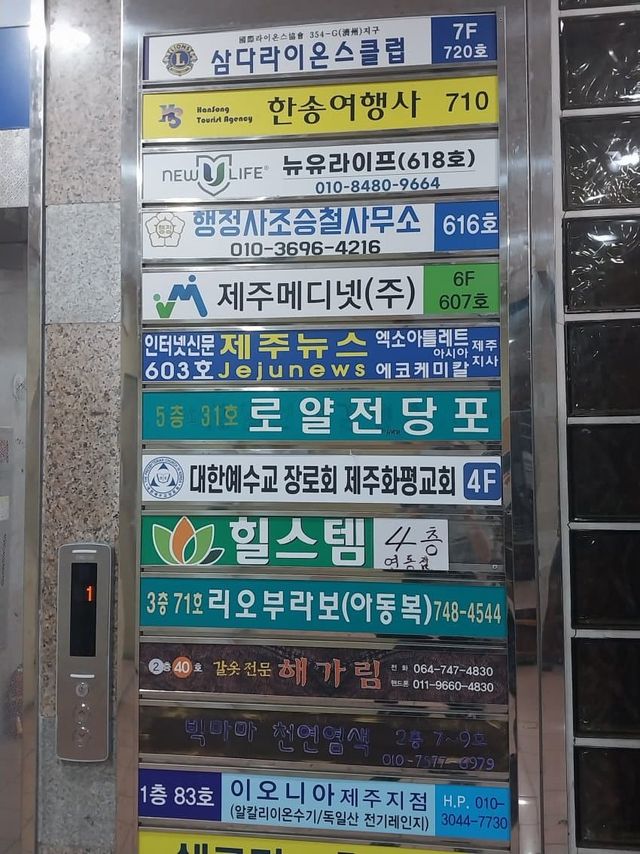 國際라이온스協會 354-G(濟州)지구
삼다라이온스클럽
7F
720호
HanSong
Tourist Agency
한송여행사 710
NEW U LIFE®
뉴유라이프(618호)
010-8480-9664
행정사조승철사무소 616호
010-3696-4216
제주메디넷(주)
6F
607호
인터넷신문
603호
제주뉴스
Jejunews
엑소아틀레트
아시아
에코케미칼
제주
지사
5층 31호 로얄전당포
대한예수교 장로회 제주화평교회 4F
힐스템
4층
연동점
3층 71호 리오부라보(아동복) 748-4544
2층 40호 갈옷전문 해가림
전화 064-747-4830
핸드폰 011-9660-4830
빅마마 천연염색 2층 7~9호
010-7577-6979
1층 83호
이오니아 제주지점
(알칼리이온수기/독일산 전기레인지)
H.P. 010-
3044-7730
1